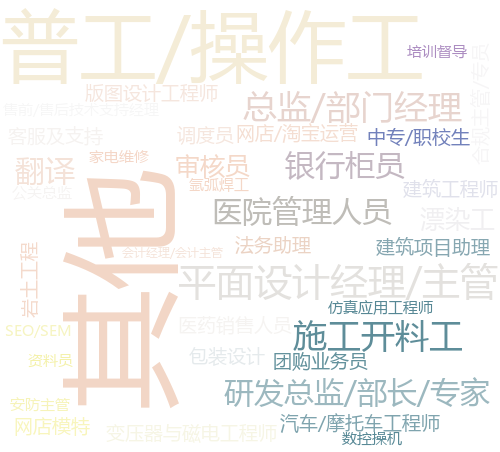 普工/操作工
培训督导
合规主管/专员
版图设计工程师
总监/部门经理
售前/售后技术支持经理
客服及支持
调度员
网店/淘宝运营
中专/职校生
家电维修
翻译
审核员
银行柜员
氩弧焊工
建筑工程师
公关总监
其他
医院管理人员
漂染工
法务助理
建筑项目助理
岩土工程
会计经理/会计主管
平面设计经理/主管
仿真应用工程师
SEO/SEM
医药销售人员
施工开料工
资料员
包装设计
团购业务员
研发总监/部长/专家
安防主管
网店模特
变压器与磁电工程师
汽车/摩托车工程师
数控操机